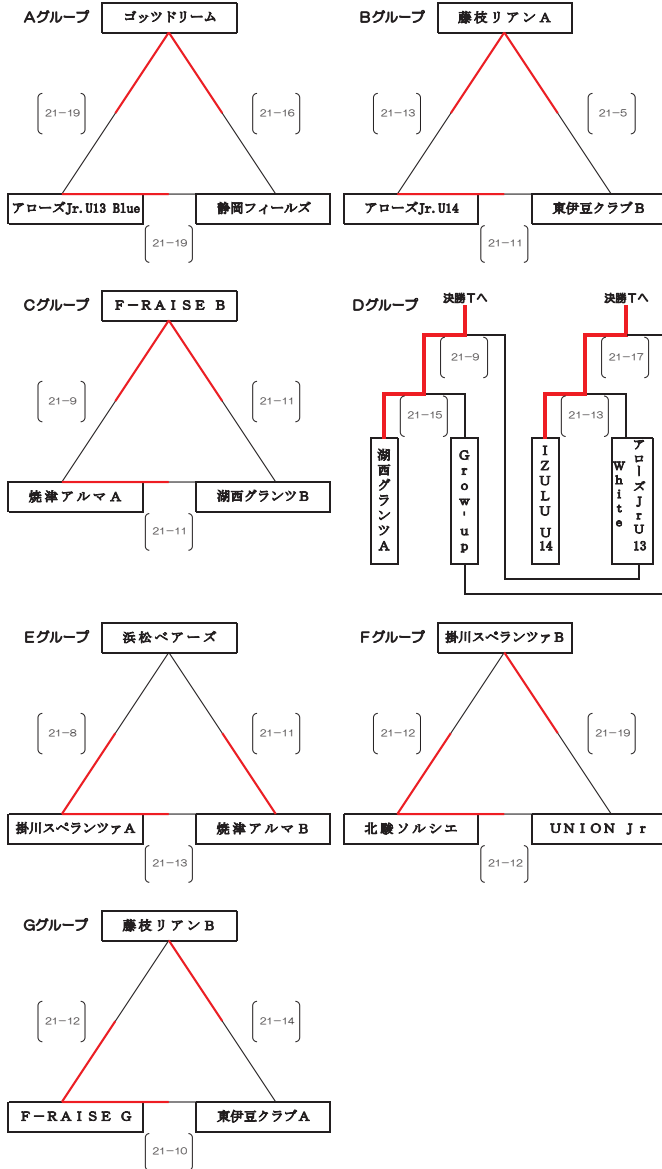 Aグループ
ゴッツドリーム
Bグループ
藤枝リアンA
21-19
21-16
21-13
21-5
アローズJr.U13 Blue
静岡フィールズ
アローズJr.U14
東伊豆クラブB
21-19
21-11
Cグループ
F-RAISE B
Dグループ
決勝Tへ
決勝Tへ
21-9
21-17
21-9
21-11
21-15
21-13
湖西グランツA
Grow-up
IZULU U14
アローズJrU13
White
焼津アルマA
湖西グランツB
21-11
Eグループ
浜松ベアーズ
Fグループ
掛川スペランツァB
21-8
21-11
21-12
21-19
掛川スペランツァA
焼津アルマB
北駿ソルシエ
UNION Jr
21-13
21-12
Gグループ
藤枝リアンB
21-12
21-14
F-RAISE G
東伊豆クラブA
21-10